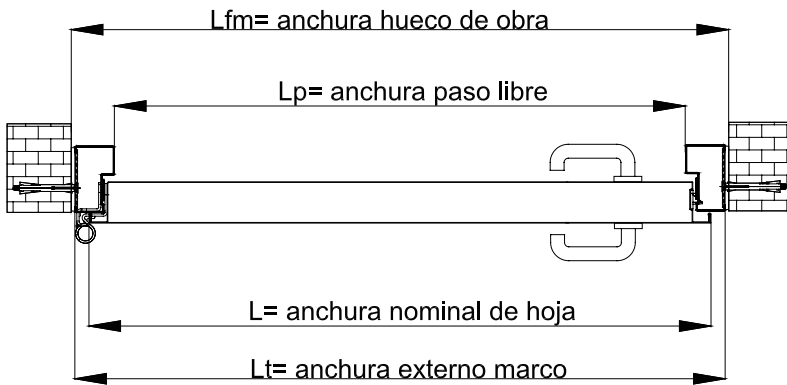 Lfm= anchura hueco de obra
Lp= anchura paso libre
L= anchura nominal de hoja
Lt= anchura externo marco